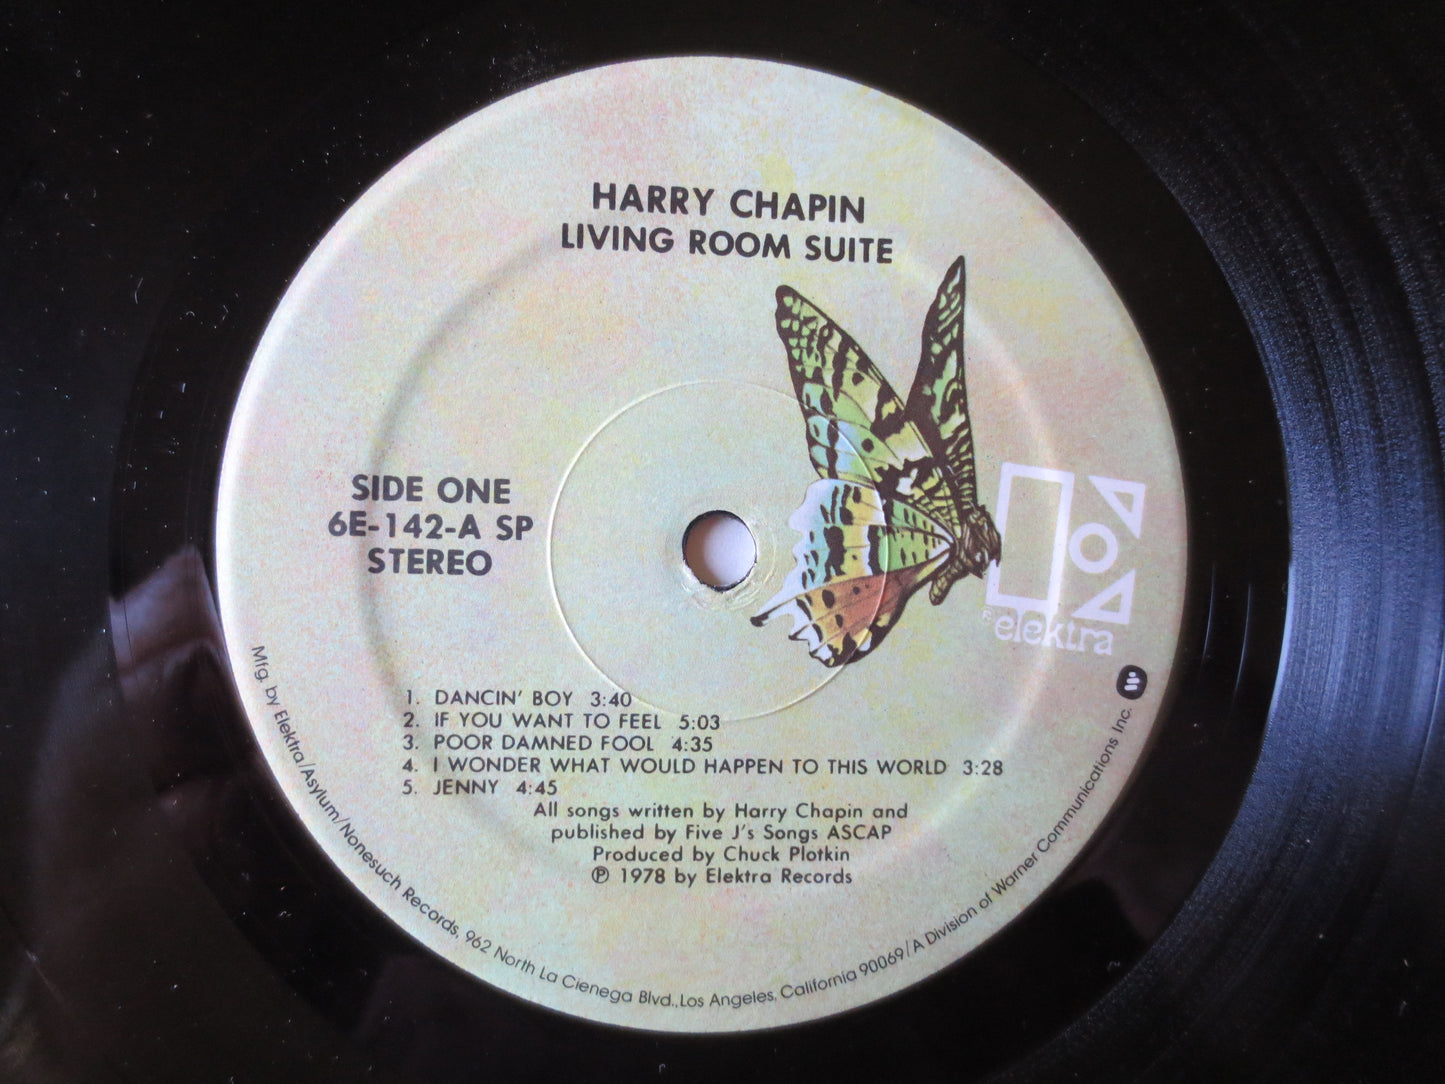 HARRY CHAPIN
LIVING ROOM SUITE
SIDE ONE
6E-142-A SP
STEREO
® elektra
1. DANCIN' BOY 3:40
2. IF YOU WANT TO FEEL 5:03
3. POOR DAMNED FOOL 4:35
4. I WONDER WHAT WOULD HAPPEN TO THIS WORLD 3:28
5. JENNY 4:45
All songs written by Harry Chapin and
published by Five J's Songs ASCAP
Produced by Chuck Plotkin
℗ 1978 by Elektra Records
Mfg. by Elektra/Asylum/Nonesuch Records, 962 North La Cienega Blvd., Los Angeles, California 90069/A Division of Warner Communications Inc.